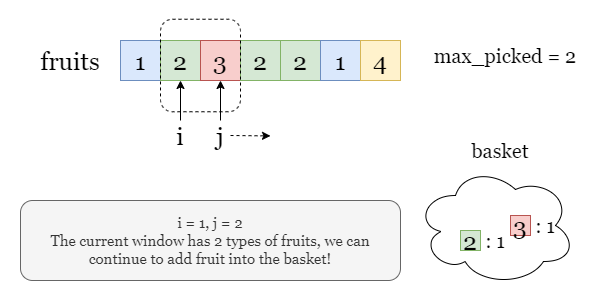 fruits 1 2 3 2 2 1 4 max_picked = 2
i j
basket
i = 1, j = 2
The current window has 2 types of fruits, we can
continue to add fruit into the basket!
2 : 1 3 : 1